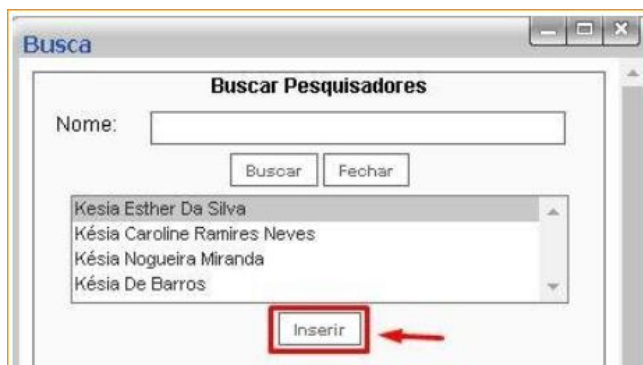 Busca
Buscar Pesquisadores
Nome:
Buscar Fechar
Kesia Esther Da Silva
Késia Caroline Ramires Neves
Késia Nogueira Miranda
Késia De Barros
Inserir